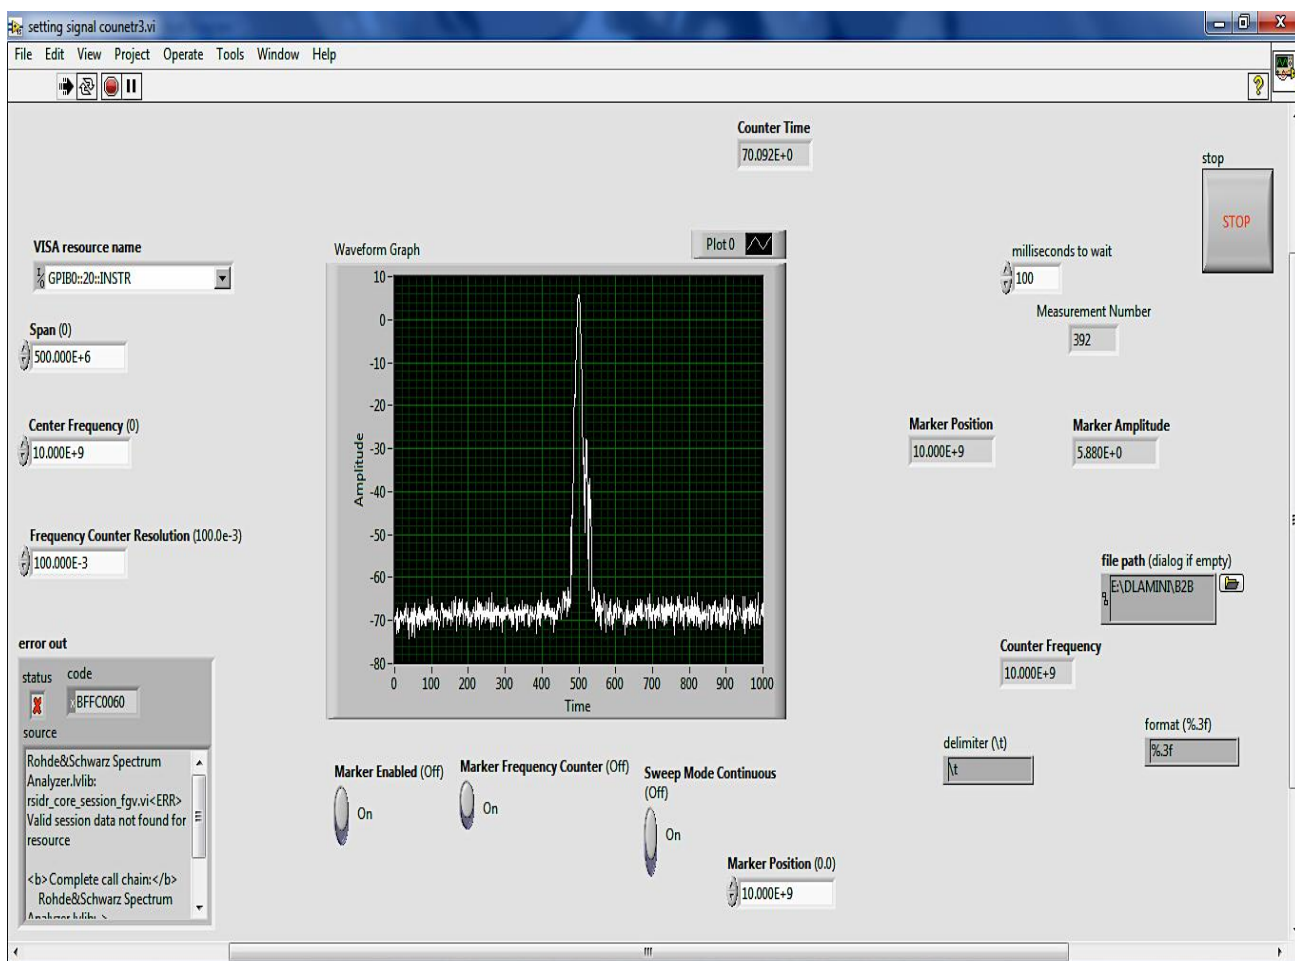 setting signal counetr3.vi
File Edit View Project Operate Tools Window Help
Counter Time
70.092E+0
stop
STOP
VISA resource name
GPIB0::20::INSTR
Waveform Graph
Plot 0
milliseconds to wait
100
Measurement Number
392
Span (0)
500.000E+6
Center Frequency (0)
10.000E+9
Marker Position
10.000E+9
Marker Amplitude
5.880E+0
Frequency Counter Resolution (100.0e-3)
100.000E-3
10
0
-10
-20
-30
-40
-50
-60
-70
-80
Amplitude
0 100 200 300 400 500 600 700 800 900 1000
Time
file path (dialog if empty)
E:\DLAMINI\B2B
Counter Frequency
10.000E+9
error out
status
code
x BFFC0060
source
Rohde&Schwarz Spectrum
Analyzer.lvlib:
rsidr_core_session_fgv.vi<ERR>
Valid session data not found for
resource
<b>Complete call chain:</b>
Rohde&Schwarz Spectrum
Analyzer.lvlib: >
delimiter (\t)
\t
format (%.3f)
%.3f
Marker Enabled (Off)
On
Marker Frequency Counter (Off)
On
Sweep Mode Continuous
(Off)
On
Marker Position (0.0)
10.000E+9